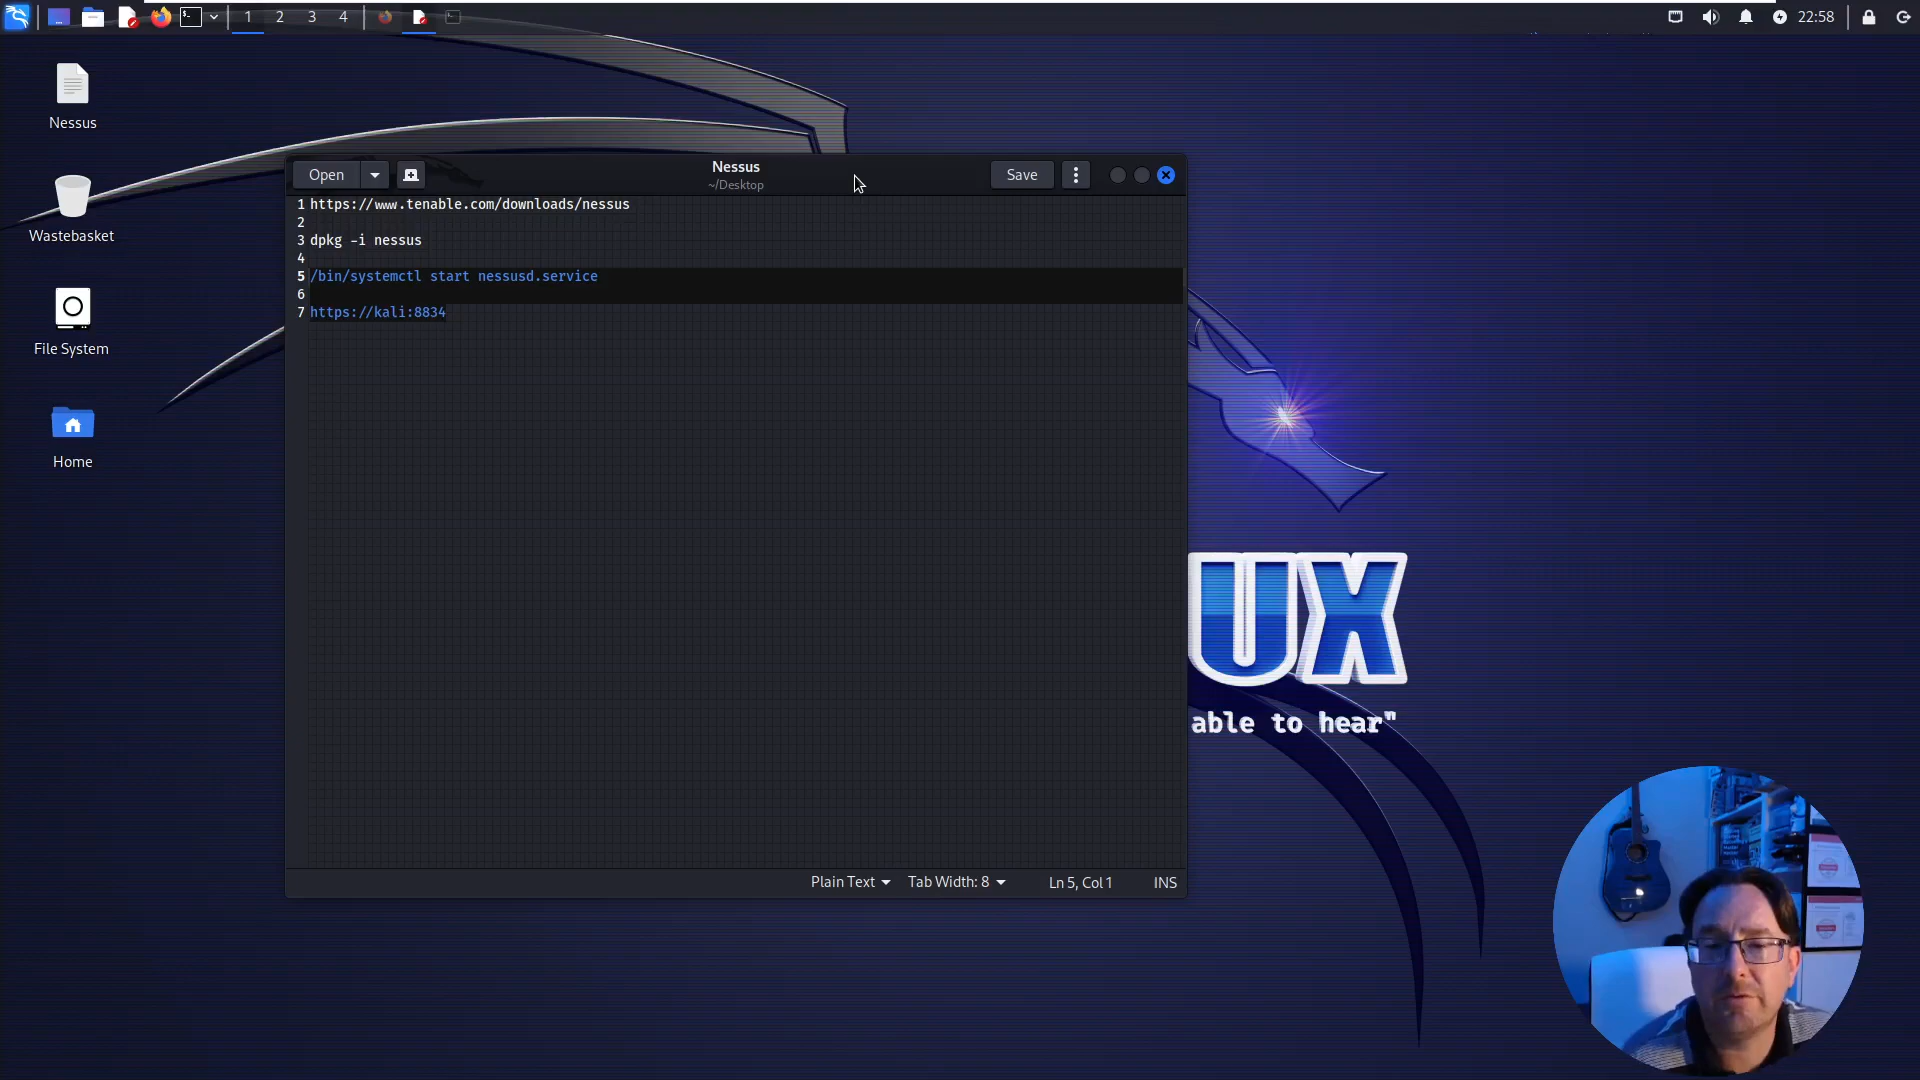 1 2 3 4
22:58
Nessus
Wastebasket
File System
Home
Open
Nessus
~/Desktop
Save
1 https://www.tenable.com/downloads/nessus
2
3 dpkg -i nessus
4
5 /bin/systemctl start nessusd.service
6
7 https://kali:8834
Plain Text
Tab Width: 8
Ln 5, Col 1
INS
UX
able to hear"